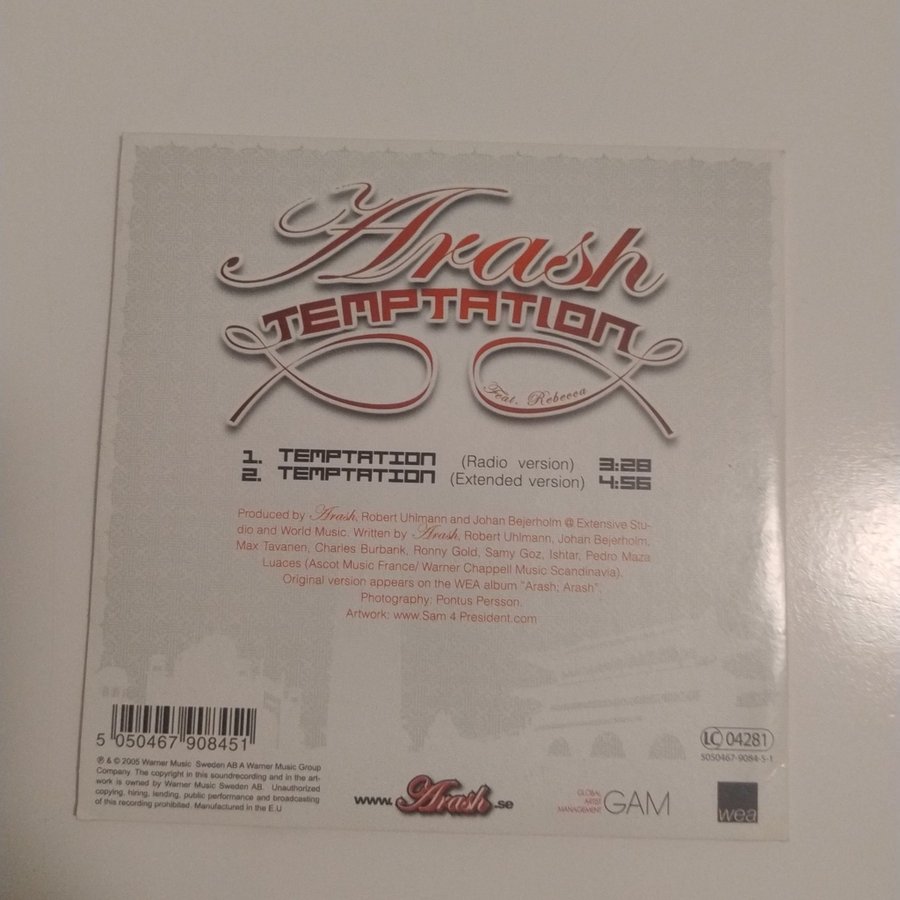 Arash
TEMPTATION
Feat. Rebecca
1. TEMPTATION (Radio version) 3:28
2. TEMPTATION (Extended version) 4:56
Produced by Arash, Robert Uhlmann and Johan Bejerholm @ Extensive Stu-
dio and World Music. Written by Arash, Robert Uhlmann, Johan Bejerholm,
Max Tavanen, Charles Burbank, Ronny Gold, Samy Goz, Ishtar, Pedro Maza
Luaces (Ascot Music France/ Warner Chappell Music Scandinavia).
Original version appears on the WEA album "Arash; Arash".
Photography: Pontus Persson.
Artwork: www.Sam 4 President.com
5 050467 908451
℗ & © 2005 Warner Music Sweden AB A Warner Music Group
Company. The copyright in this soundrecording and in the art-
work is owned by Warner Music Sweden AB. Unauthorized
copying, hiring, lending, public performance and broadcasting
of this recording prohibited. Manufactured in the E.U
www.Arash.se
GLOBAL
ARTIST
MANAGEMENT
GAM
LC 04281
5050467-9084-5-1
wea